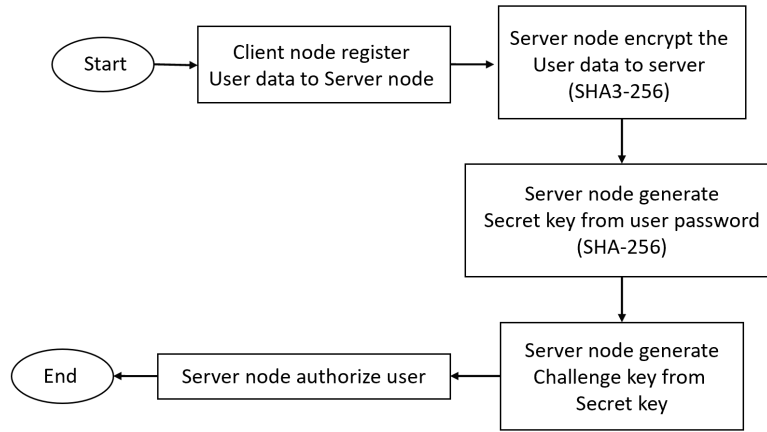 Start
Client node register
User data to Server node
Server node encrypt the
User data to server
(SHA3-256)
Server node generate
Secret key from user password
(SHA-256)
Server node generate
Challenge key from
Secret key
Server node authorize user
End